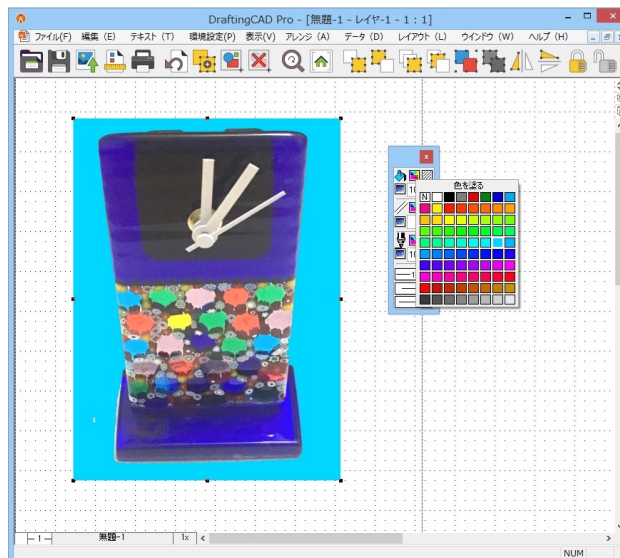 DraftingCAD Pro - [無題-1 - レイヤ-1 - 1 : 1]
ファイル(F) 編集 (E) テキスト (T) 環境設定(P) 表示(V) アレンジ (A) データ (D) レイアウト (L) ウインドウ (W) ヘルプ (H)
色を塗る
N
1
無題-1
1x
NUM